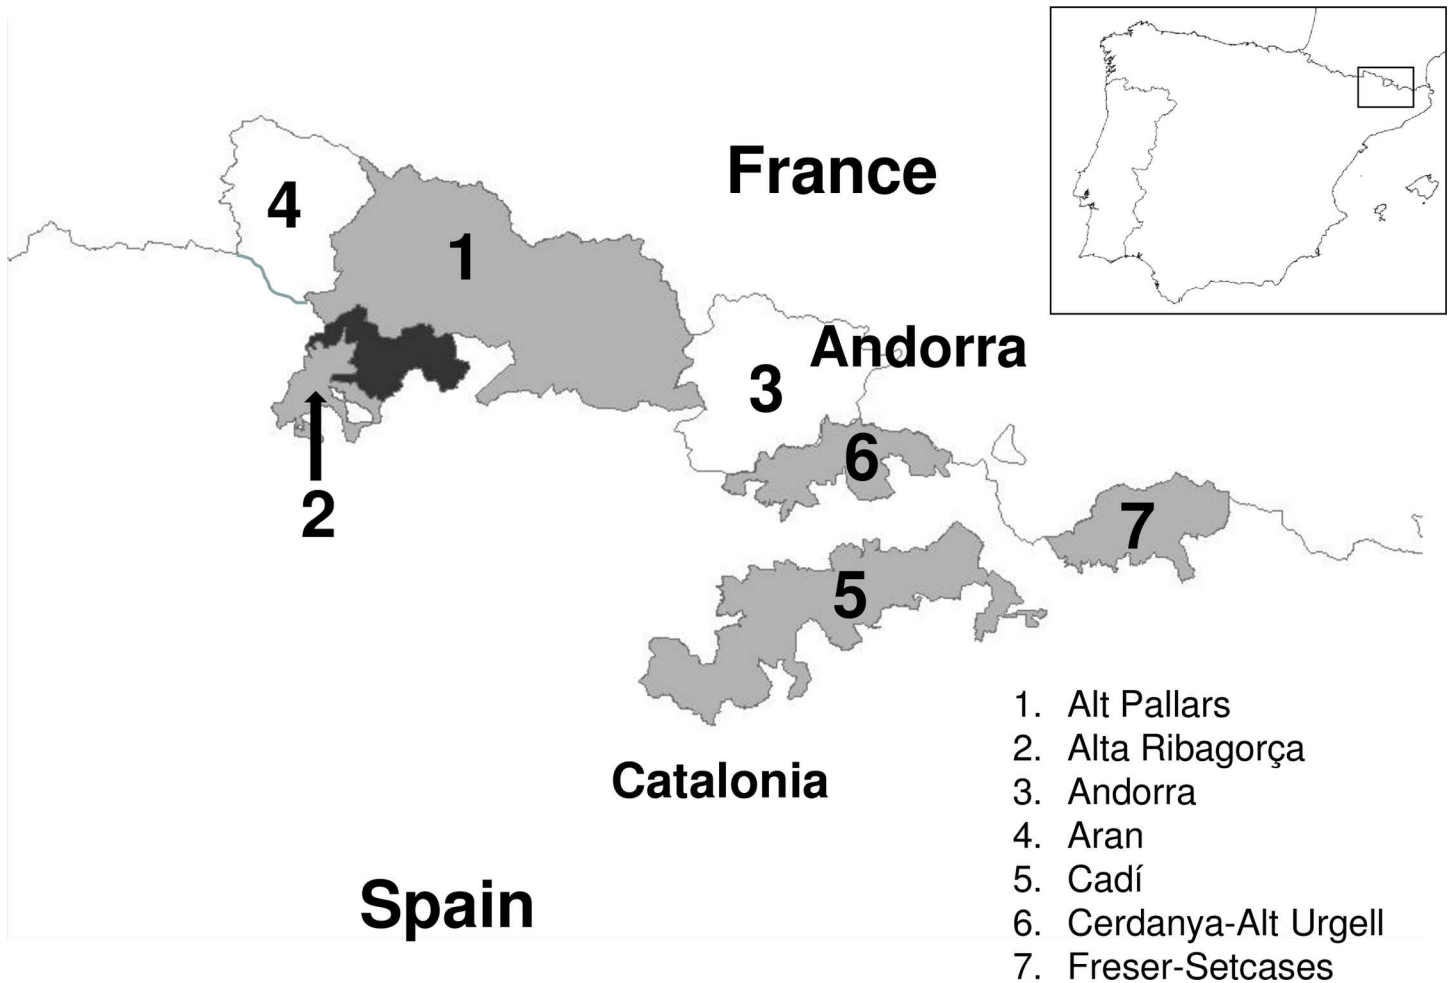 France
4
1
Andorra
3
6
2
7
5
1. Alt Pallars
2. Alta Ribagorça
3. Andorra
4. Aran
5. Cadí
6. Cerdanya-Alt Urgell
7. Freser-Setcases
Catalonia
Spain